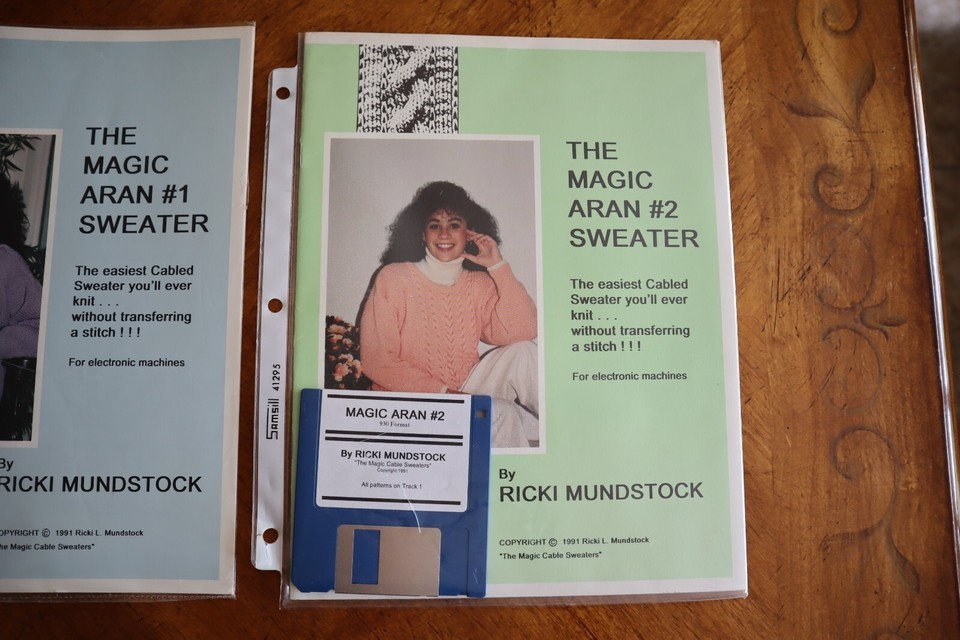 THE
MAGIC
ARAN #1
SWEATER
The easiest Cabled
Sweater you'll ever
knit . . .
without transferring
a stitch ! ! !
For electronic machines
By
RICKI MUNDSTOCK
OPYRIGHT © 1991 Ricki L. Mundstock
he Magic Cable Sweaters"
Samsill 41295
THE
MAGIC
ARAN #2
SWEATER
The easiest Cabled
Sweater you'll ever
knit . . .
without transferring
a stitch ! ! !
For electronic machines
By
RICKI MUNDSTOCK
COPYRIGHT © 1991 Ricki L. Mundstock
"The Magic Cable Sweaters"
MAGIC ARAN #2
930 Format
By RICKI MUNDSTOCK
"The Magic Cable Sweaters"
Copyright 1991
All patterns on Track 1